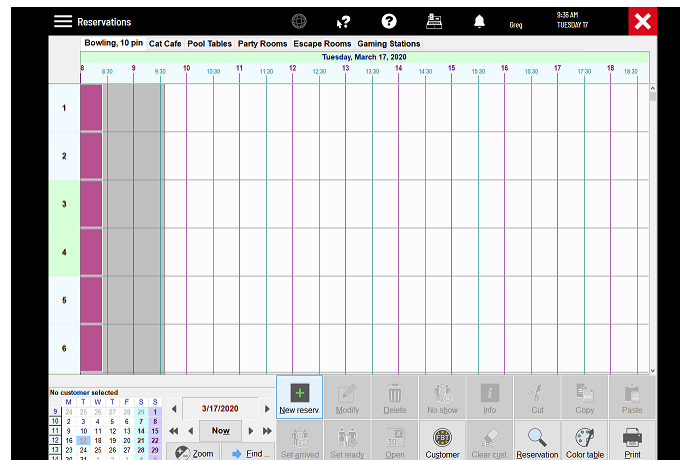 Reservations
?
?
Greg
9:36 AM
TUESDAY 17
Bowling, 10 pin Cat Cafe Pool Tables Party Rooms Escape Rooms Gaming Stations
Tuesday, March 17, 2020
8 8:30 9 9:30 10 10:30 11 11:30 12 12:30 13 13:30 14 14:30 15 15:30 16 16:30 17 17:30 18 18:30
1
2
3
4
5
6
No customer selected
M T W T F S S
9 24 25 26 27 28 29 1
10 2 3 4 5 6 7 8
11 9 10 11 12 13 14 15
12 16 17 18 19 20 21 22
13 23 24 25 26 27 28 29
3/17/2020
Now
Zoom
Find...
New reserv. Modify Delete No show Info Cut Copy Paste
30
FBT
Set arrived Set ready Open Customer Clear cust. Reservation Color table Print